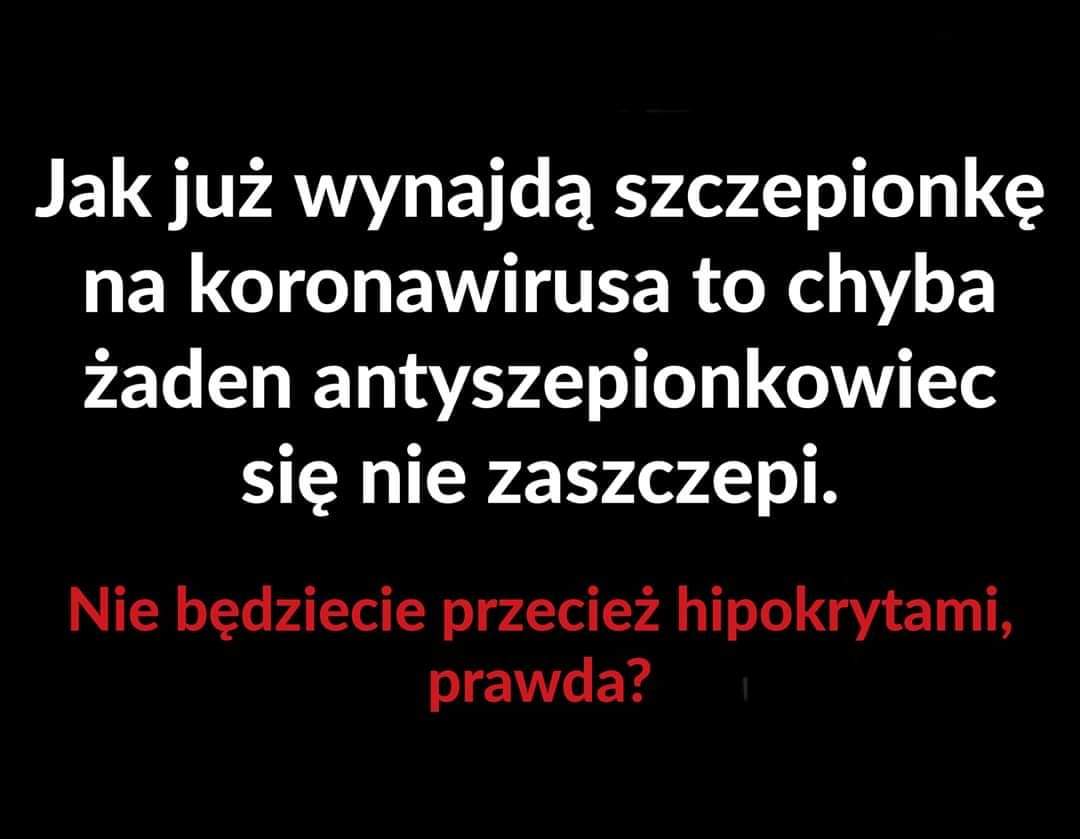 Jak już wynajdą szczepionkę
na koronawirusa to chyba
żaden antyszepionkowiec
się nie zaszczepi.
Nie będziecie przecież hipokrytami,
prawda?